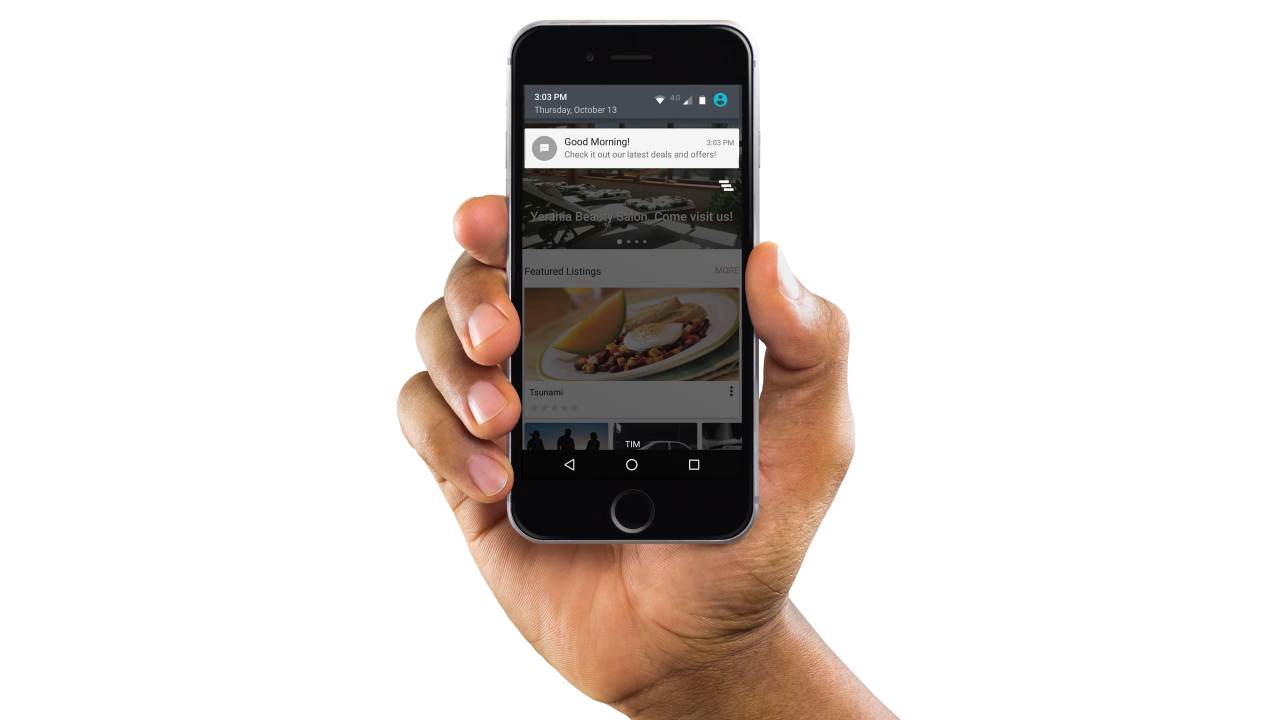 3:03 PM
4G
Thursday, October 13
Good Morning!
3:03 PM
Check it out our latest deals and offers!
Yerania Beauty Salon, Come visit us!
Featured Listings
MORE
Tsunami
TIM